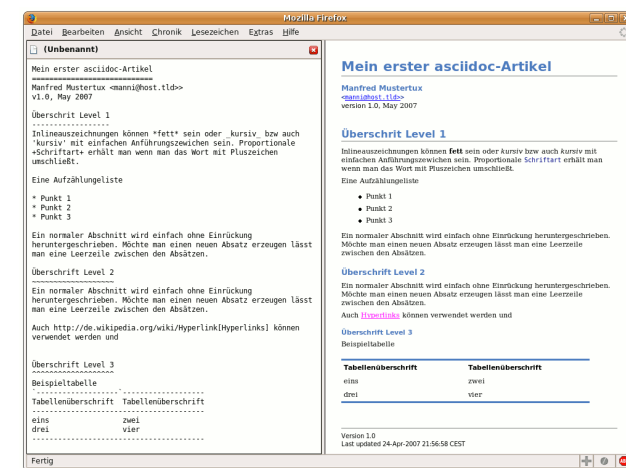 Mozilla Firefox
Datei Bearbeiten Ansicht Chronik Lesezeichen Extras Hilfe
(Unbenannt)
Mein erster asciidoc-Artikel
============================
Manfred Mustertux <manni@host.tld>>
v1.0, May 2007
Überschrit Level 1
------------------
Inlineauszeichnungen können *fett* sein oder _kursiv_ bzw auch
'kursiv' mit einfachen Anführungszewichen sein. Proportionale
+Schriftart+ erhält man wenn man das Wort mit Pluszeichen
umschließt.
Eine Aufzählungeliste
* Punkt 1
* Punkt 2
* Punkt 3
Ein normaler Abschnitt wird einfach ohne Einrückung
heruntergeschrieben. Möchte man einen neuen Absatz erzeugen lässt
man eine Leerzeile zwischen den Absätzen.
Überschrift Level 2
~~~~~~~~~~~~~~~~~~~
Ein normaler Abschnitt wird einfach ohne Einrückung
heruntergeschrieben. Möchte man einen neuen Absatz erzeugen lässt
man eine Leerzeile zwischen den Absätzen.
Auch http://de.wikipedia.org/wiki/Hyperlink[Hyperlinks] können
verwendet werden und
Überschrift Level 3
^^^^^^^^^^^^^^^^^^^
Beispieltabelle
`-------------------`-------------------
Tabellenüberschrift Tabellenüberschrift
----------------------------------------
eins zwei
drei vier
----------------------------------------
Mein erster asciidoc-Artikel
Manfred Mustertux
<manni@host.tld>>
version 1.0, May 2007
Überschrit Level 1
Inlineauszeichnungen können fett sein oder kursiv bzw auch kursiv mit
einfachen Anführungszewichen sein. Proportionale Schriftart erhält man
wenn man das Wort mit Pluszeichen umschließt.
Eine Aufzählungeliste
• Punkt 1
• Punkt 2
• Punkt 3
Ein normaler Abschnitt wird einfach ohne Einrückung heruntergeschrieben.
Möchte man einen neuen Absatz erzeugen lässt man eine Leerzeile
zwischen den Absätzen.
Überschrift Level 2
Ein normaler Abschnitt wird einfach ohne Einrückung heruntergeschrieben.
Möchte man einen neuen Absatz erzeugen lässt man eine Leerzeile
zwischen den Absätzen.
Auch Hyperlinks können verwendet werden und
Überschrift Level 3
Beispieltabelle
Tabellenüberschrift Tabellenüberschrift
eins zwei
drei vier
Version 1.0
Last updated 24-Apr-2007 21:56:58 CEST
Fertig